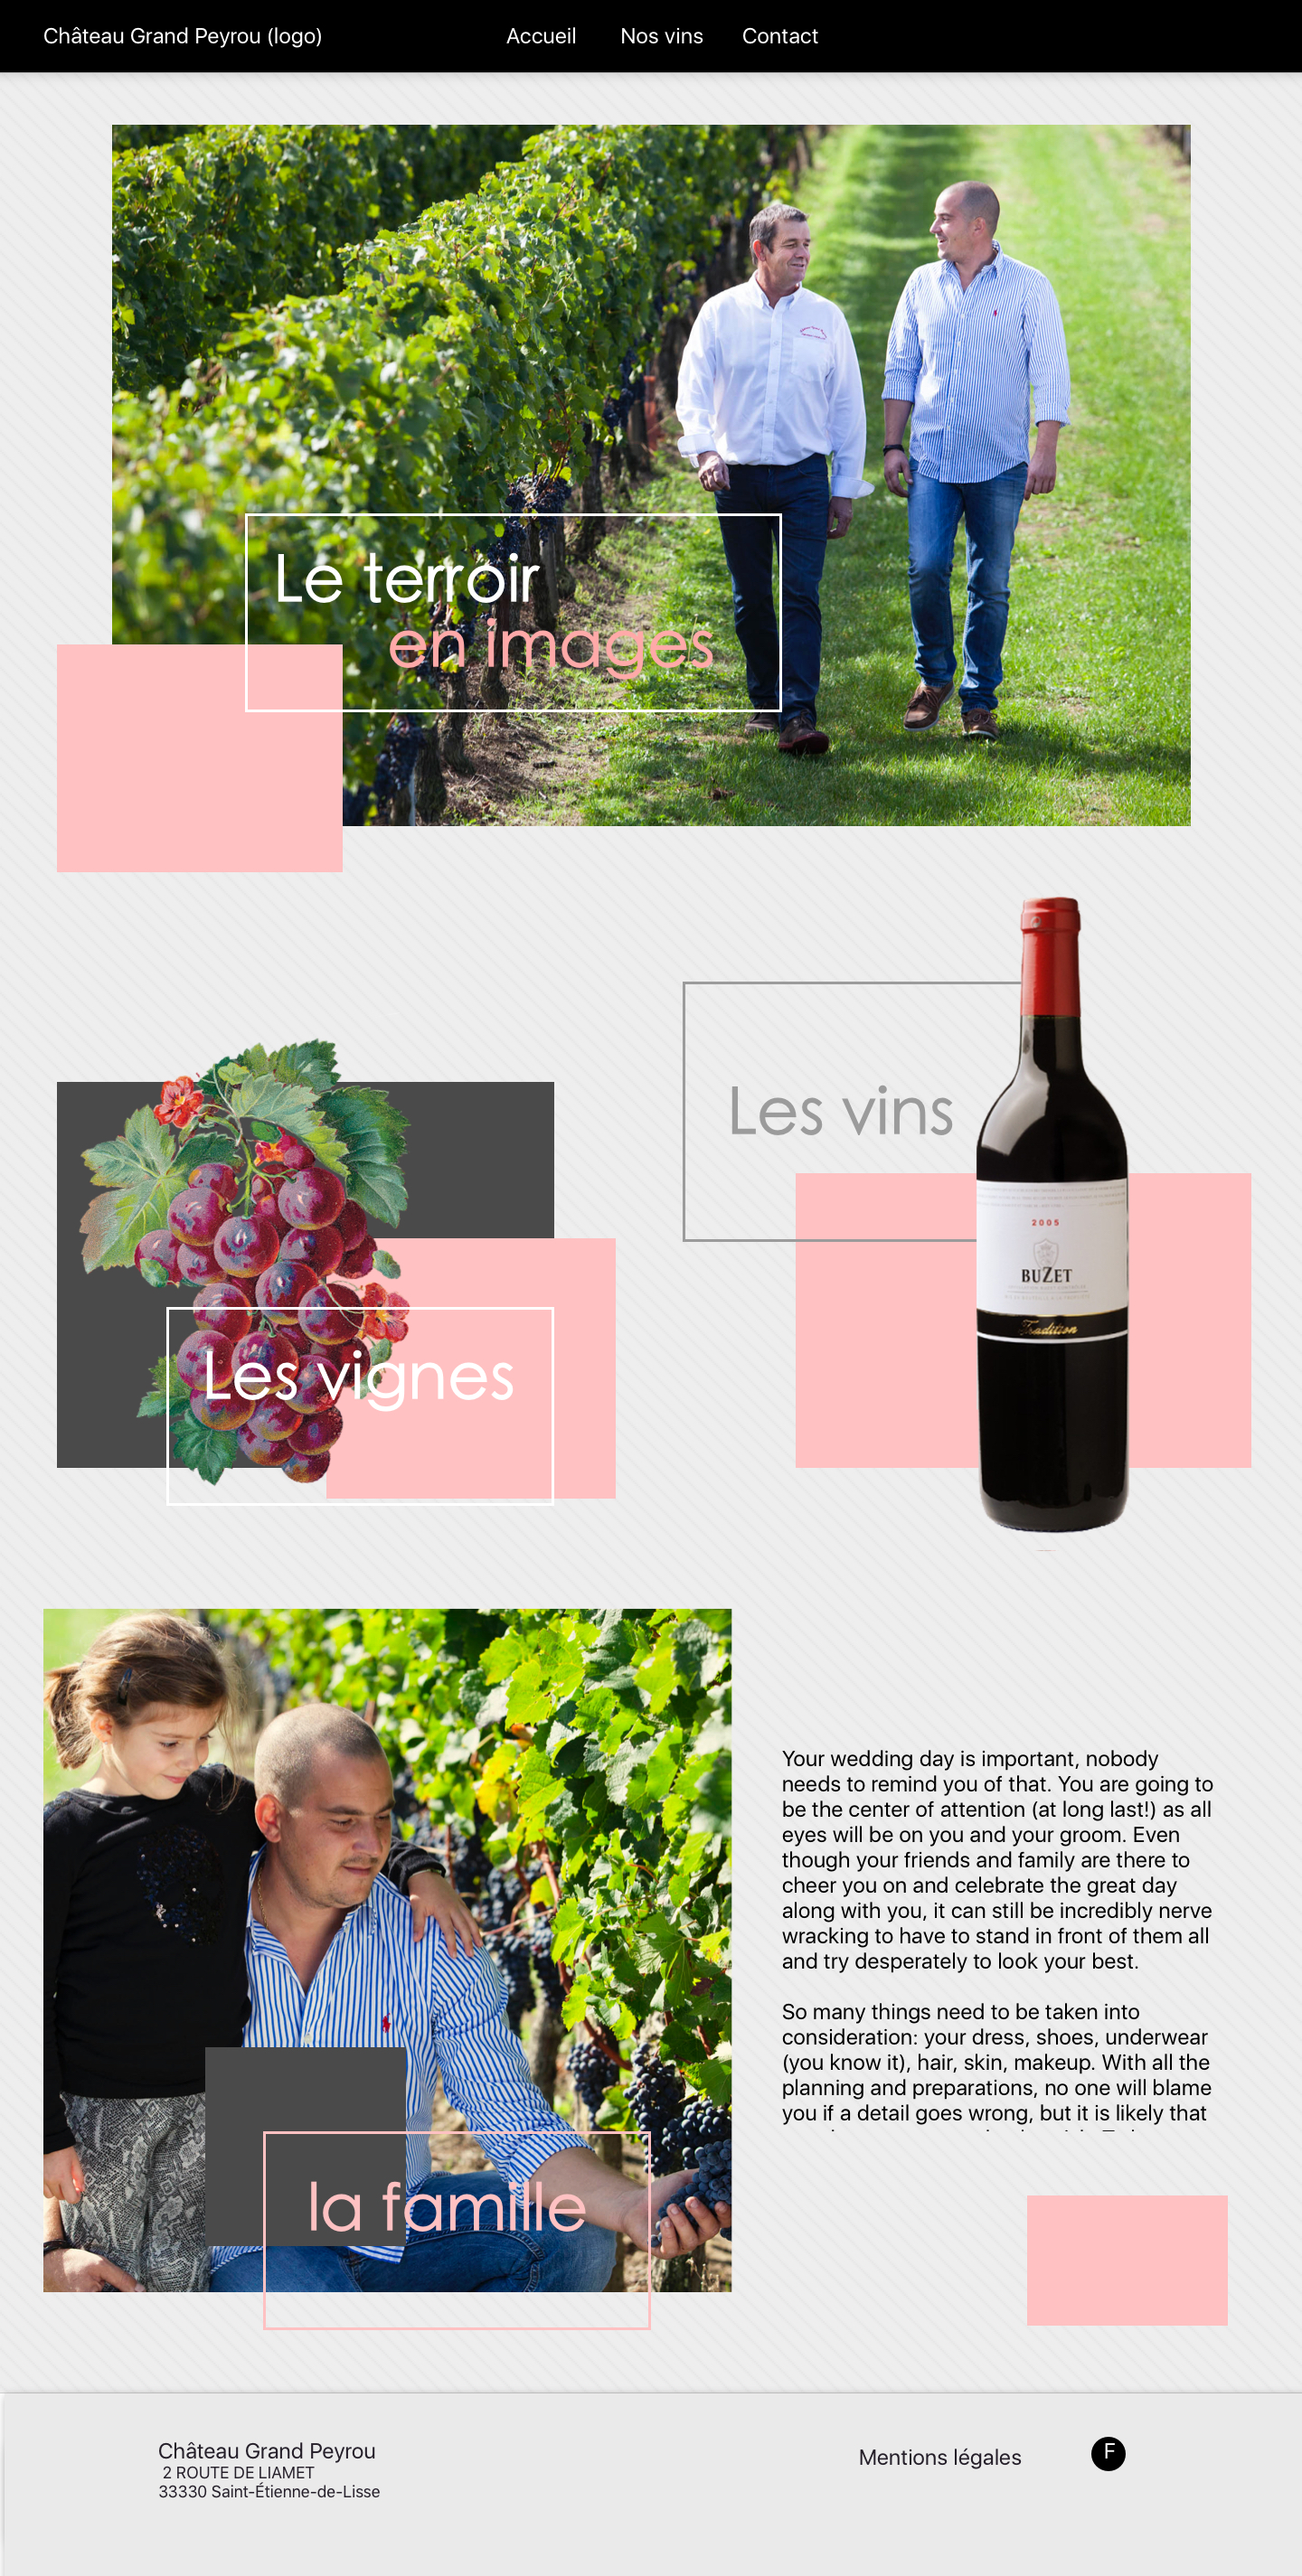 Château Grand Peyrou (logo)
Accueil
Nos vins
Contact
Le terroir
en images
Les vins
2005
BUZET
Tradition
Les vignes
Your wedding day is important, nobody
needs to remind you of that. You are going to
be the center of attention (at long last!) as all
eyes will be on you and your groom. Even
though your friends and family are there to
cheer you on and celebrate the great day
along with you, it can still be incredibly nerve
wracking to have to stand in front of them all
and try desperately to look your best.
So many things need to be taken into
consideration: your dress, shoes, underwear
(you know it), hair, skin, makeup. With all the
planning and preparations, no one will blame
you if a detail goes wrong, but it is likely that
la famille
Château Grand Peyrou
2 ROUTE DE LIAMET
33330 Saint-Étienne-de-Lisse
Mentions légales
F